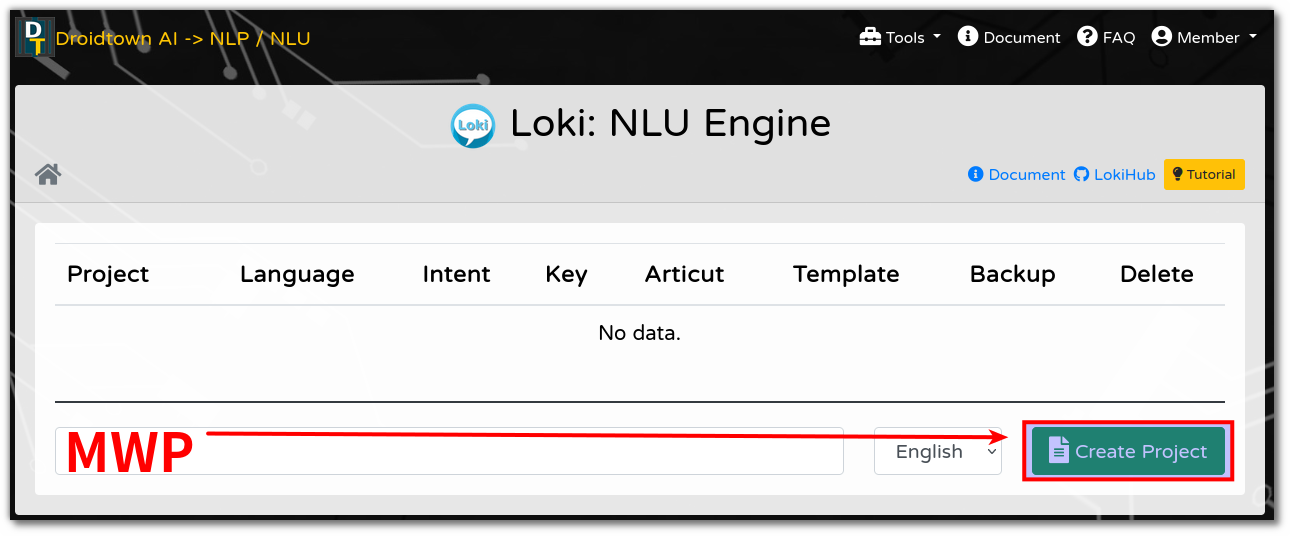 DT Droidtown AI -> NLP / NLU Tools Document FAQ Member
Loki Loki: NLU Engine
Document LokiHub Tutorial
Project Language Intent Key Articut Template Backup Delete
No data.
MWP English Create Project